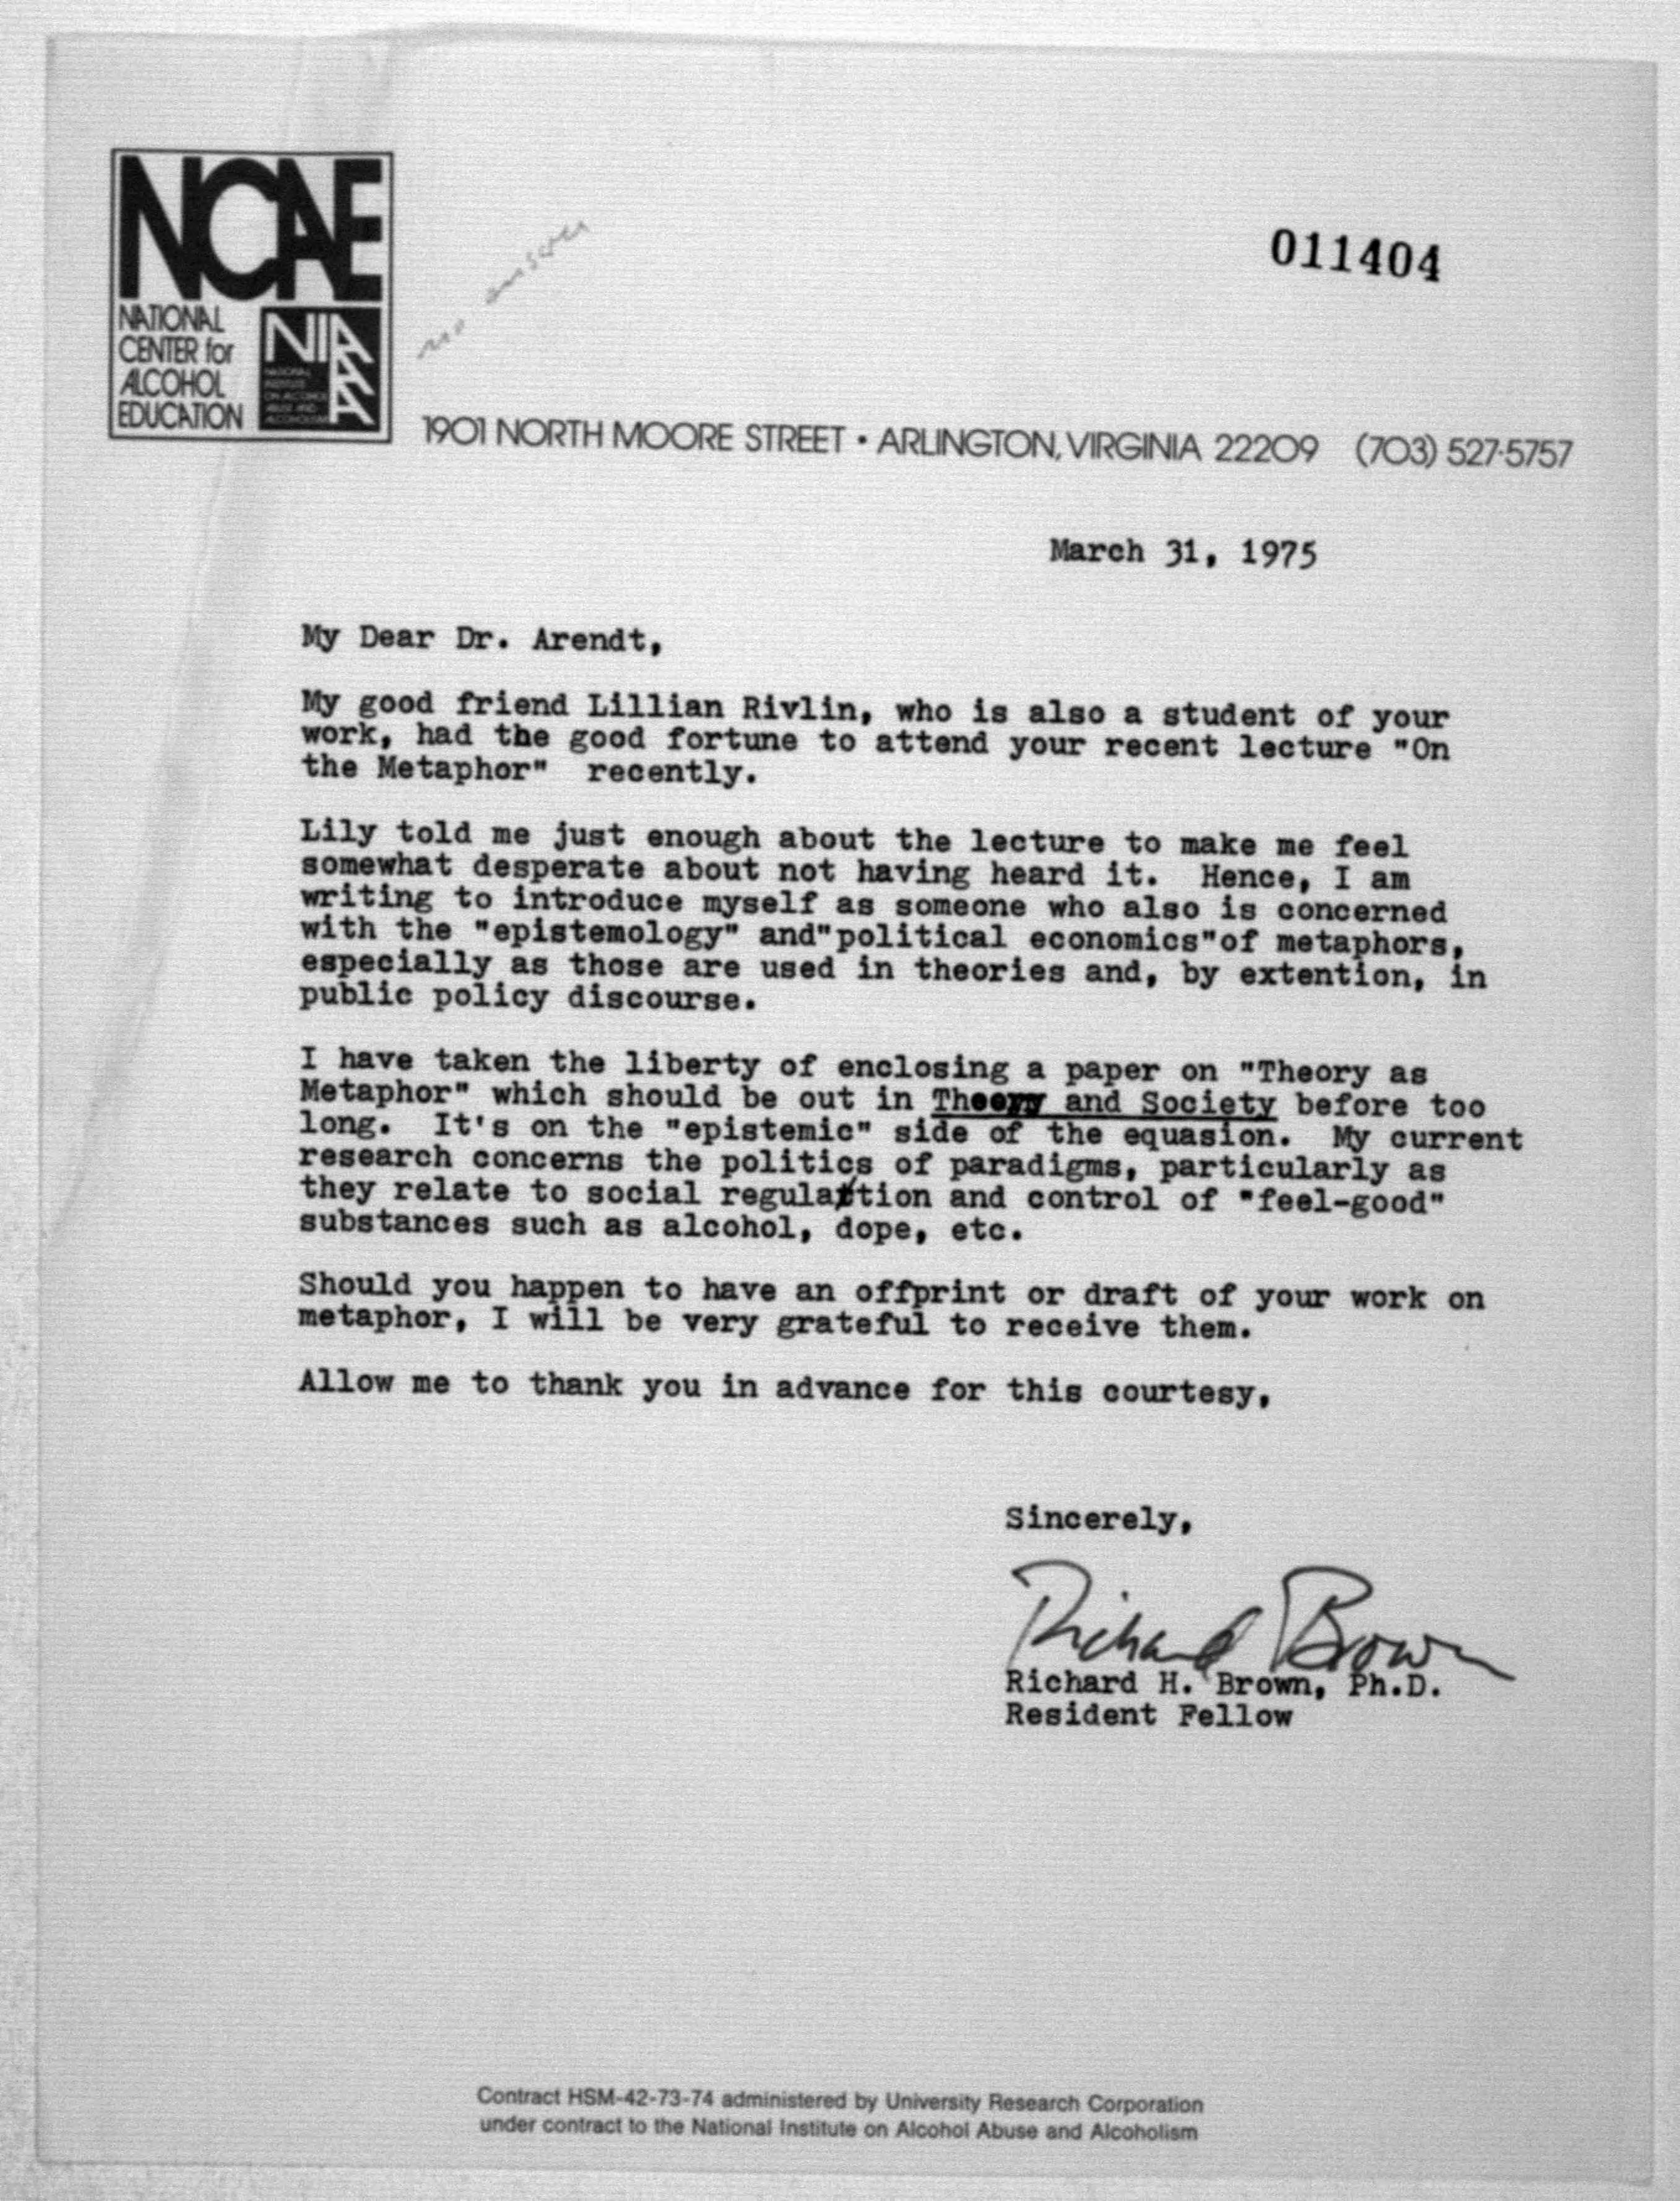 NCAE
NATIONAL
CENTER for
ALCOHOL
EDUCATION
NIAAA
NATIONAL
INSTITUTE
ON ALCOHOL
ABUSE AND
ALCOHOLISM
no answer
011404
1901 NORTH MOORE STREET • ARLINGTON, VIRGINIA 22209 (703) 527-5757
March 31, 1975
My Dear Dr. Arendt,
My good friend Lillian Rivlin, who is also a student of your
work, had the good fortune to attend your recent lecture "On
the Metaphor" recently.
Lily told me just enough about the lecture to make me feel
somewhat desperate about not having heard it. Hence, I am
writing to introduce myself as someone who also is concerned
with the "epistemology" and"political economics"of metaphors,
especially as those are used in theories and, by extention, in
public policy discourse.
I have taken the liberty of enclosing a paper on "Theory as
Metaphor" which should be out in Theory and Society before too
long. It's on the "epistemic" side of the equasion. My current
research concerns the politics of paradigms, particularly as
they relate to social regulation and control of "feel-good"
substances such as alcohol, dope, etc.
Should you happen to have an offprint or draft of your work on
metaphor, I will be very grateful to receive them.
Allow me to thank you in advance for this courtesy,
Sincerely,
Richard Brown
Richard H. Brown, Ph.D.
Resident Fellow
Contract HSM-42-73-74 administered by University Research Corporation
under contract to the National Institute on Alcohol Abuse and Alcoholism